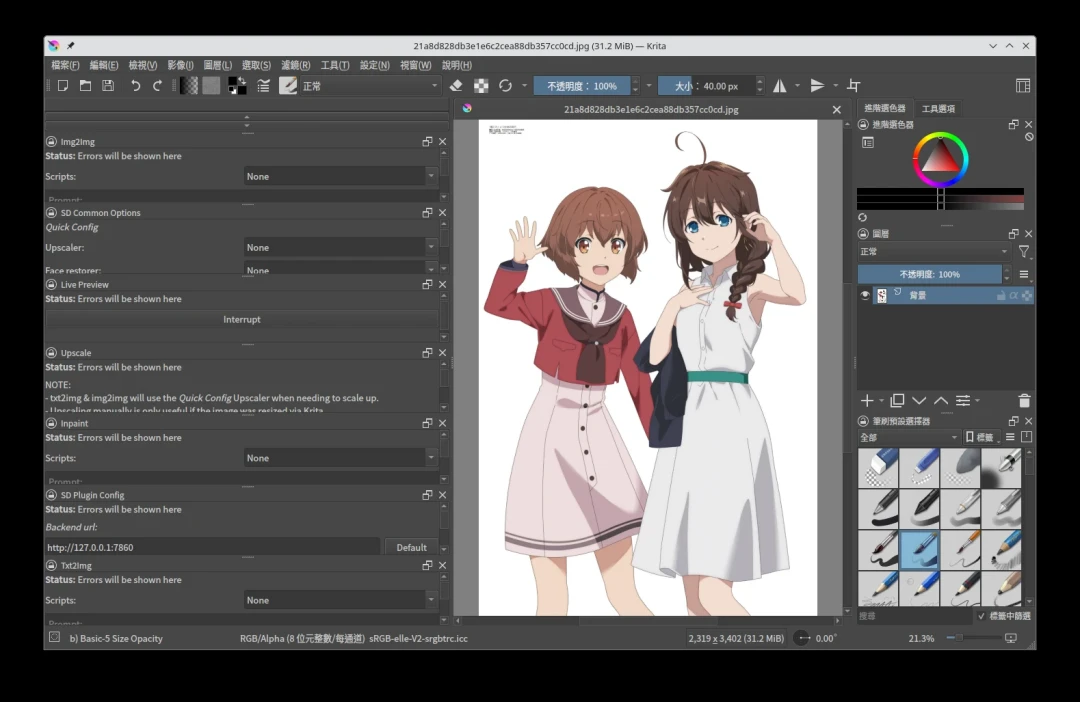 21a8d828db3e1e6c2cea88db357cc0cd.jpg (31.2 MiB) — Krita
檔案(F) 編輯(E) 檢視(V) 影像(I) 圖層(L) 選取(S) 濾鏡(R) 工具(T) 設定(N) 視窗(W) 說明(H)
正常
不透明度： 100%
大小： 40.00 px
21a8d828db3e1e6c2cea88db357cc0cd.jpg
Img2Img
Status: Errors will be shown here
Scripts: None
Prompt:
SD Common Options
Quick Config
Upscaler: None
Face restorer: None
Live Preview
Status: Errors will be shown here
Interrupt
Upscale
Status: Errors will be shown here
NOTE:
- txt2img & img2img will use the Quick Config Upscaler when needing to scale up.
- Upscaling manually is only useful if the image was resized via Krita
Inpaint
Status: Errors will be shown here
Scripts: None
Prompt:
SD Plugin Config
Status: Errors will be shown here
Backend url:
http://127.0.0.1:7860 Default
Txt2Img
Status: Errors will be shown here
Scripts: None
Prompt:
進階選色器 工具選項
進階選色器
圖層
正常
不透明度: 100%
背景
筆刷預設選擇器
全部 標籤
搜尋 標籤中篩選
b) Basic-5 Size Opacity
RGB/Alpha (8 位元整數/每通道) sRGB-elle-V2-srgbtrc.icc
2,319 x 3,402 (31.2 MiB)
0.00°
21.3%